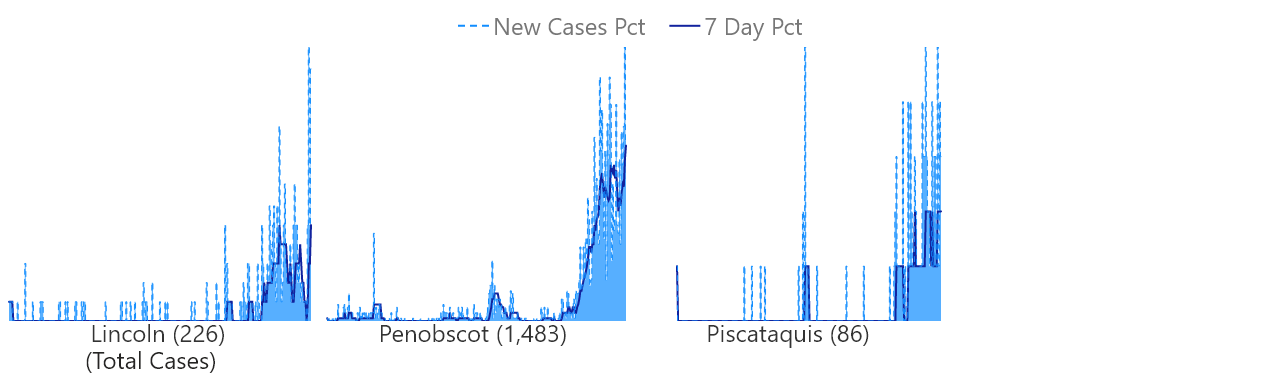 New Cases Pct 7 Day Pct
Lincoln (226) Penobscot (1,483) Piscataquis (86)
(Total Cases)